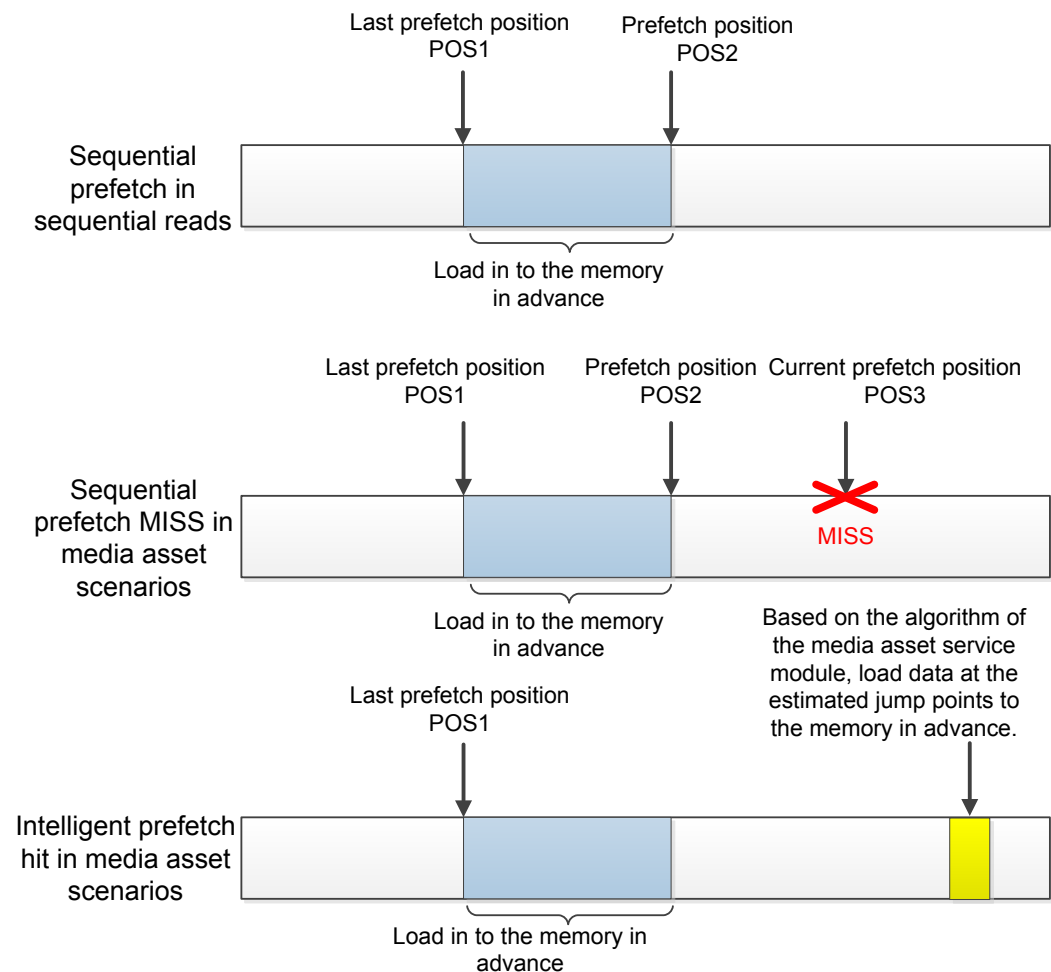 Last prefetch position
POS1
Prefetch position
POS2
Sequential
prefetch in
sequential reads
Load in to the memory
in advance
Last prefetch position
POS1
Prefetch position
POS2
Current prefetch position
POS3
Sequential
prefetch MISS in
media asset
scenarios
MISS
Load in to the memory
in advance
Based on the algorithm of
the media asset service
module, load data at the
estimated jump points to
the memory in advance.
Last prefetch position
POS1
Intelligent prefetch
hit in media asset
scenarios
Load in to the memory in
advance